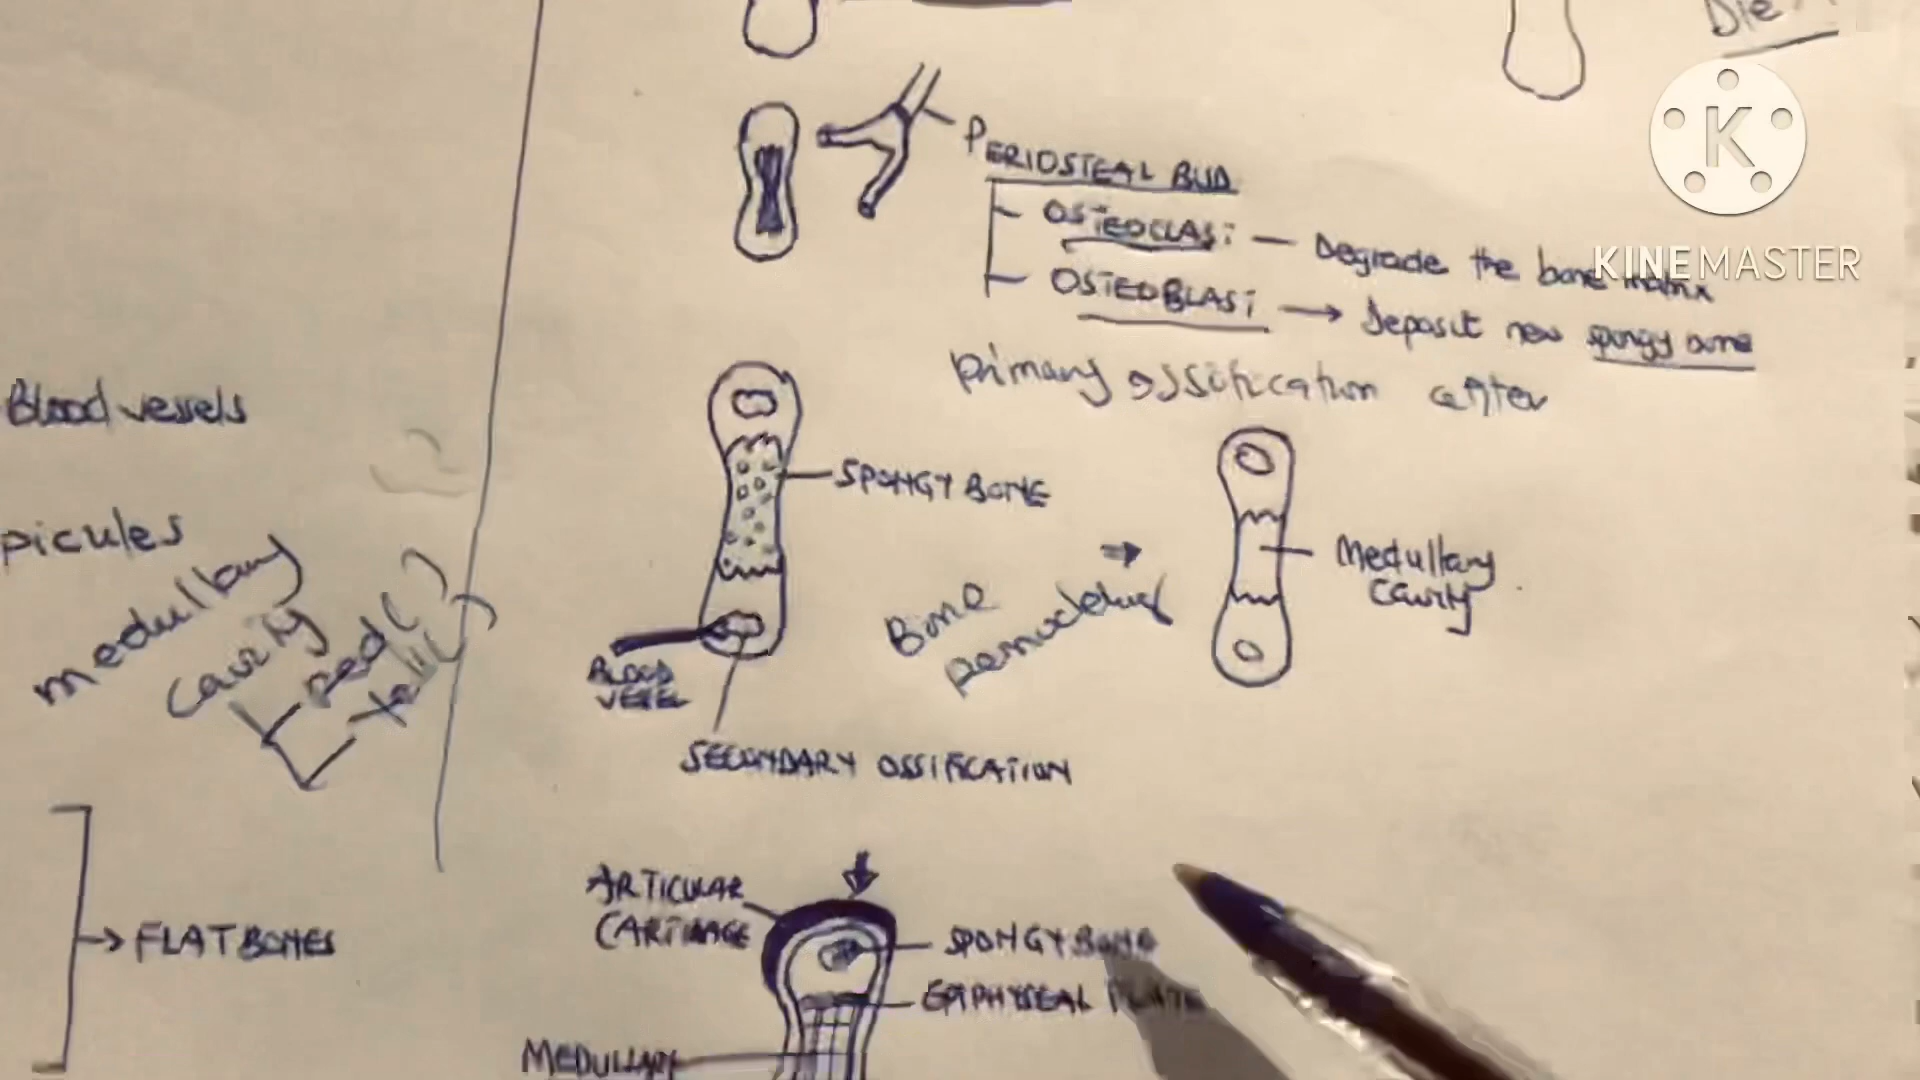 Die
PERIOSTEAL BUD
OSTEOCLAST — Degrade the bone matrix
OSTEOBLAST → Deposit new spongy bone
primary ossification center
Blood vessels
SPONGY BONE
picules
medullary
cavity
red ( )
Bone
remodeling
Medullary
cavity
BLOOD
VESSEL
SECONDARY OSSIFICATION
ARTICULAR
CARTILAGE
→ FLAT BONES
SPONGY BONE
EPIPHYSEAL PLATE
MEDULLARY
K
KINEMASTER